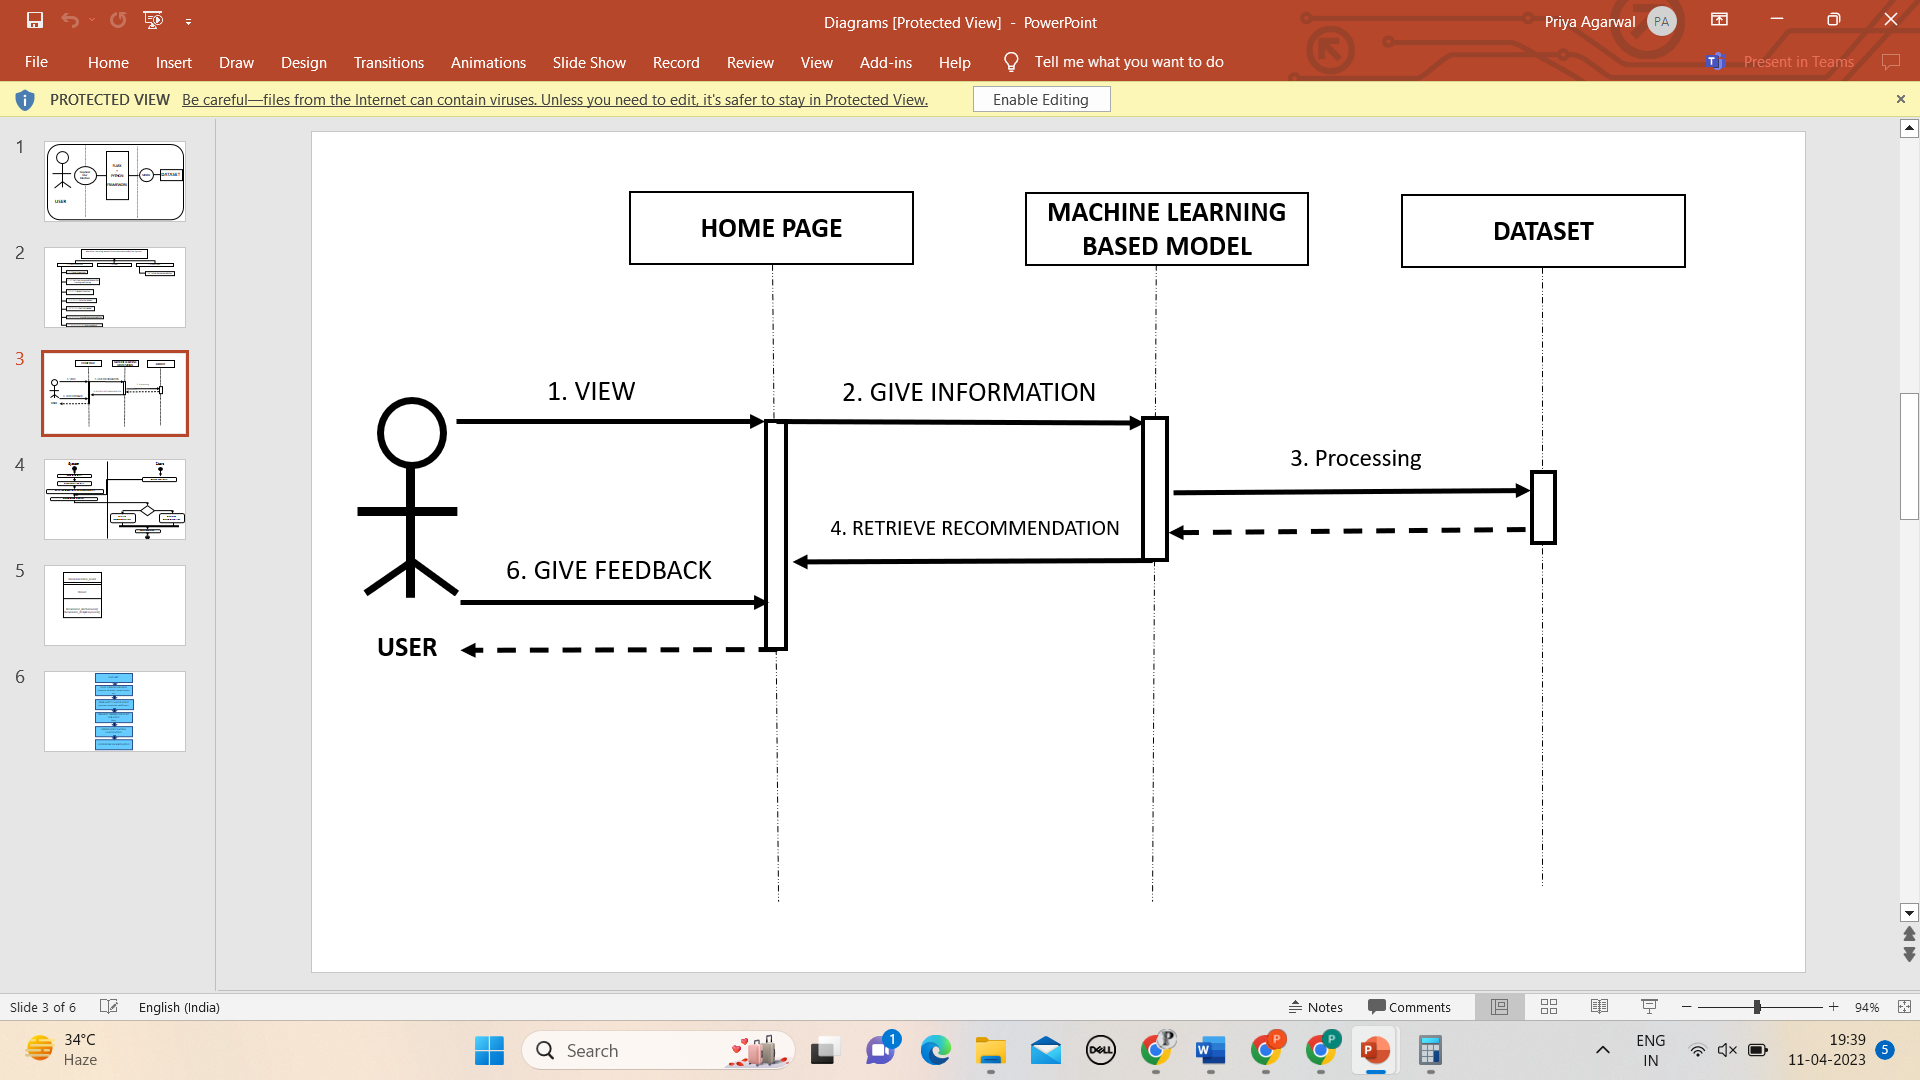 Diagrams [Protected View] - PowerPoint
Priya Agarwal
PA
File
Home
Insert
Draw
Design
Transitions
Animations
Slide Show
Record
Review
View
Add-ins
Help
Tell me what you want to do
Present in Teams
PROTECTED VIEW
Be careful—files from the Internet can contain viruses. Unless you need to edit, it's safer to stay in Protected View.
Enable Editing
1
USER
DATASET
2
3
4
5
6
HOME PAGE
MACHINE LEARNING
BASED MODEL
DATASET
1. VIEW
2. GIVE INFORMATION
3. Processing
4. RETRIEVE RECOMMENDATION
6. GIVE FEEDBACK
USER
Slide 3 of 6
English (India)
Notes
Comments
94%
34°C
Haze
Search
1
DELL
ENG
IN
19:39
11-04-2023
5